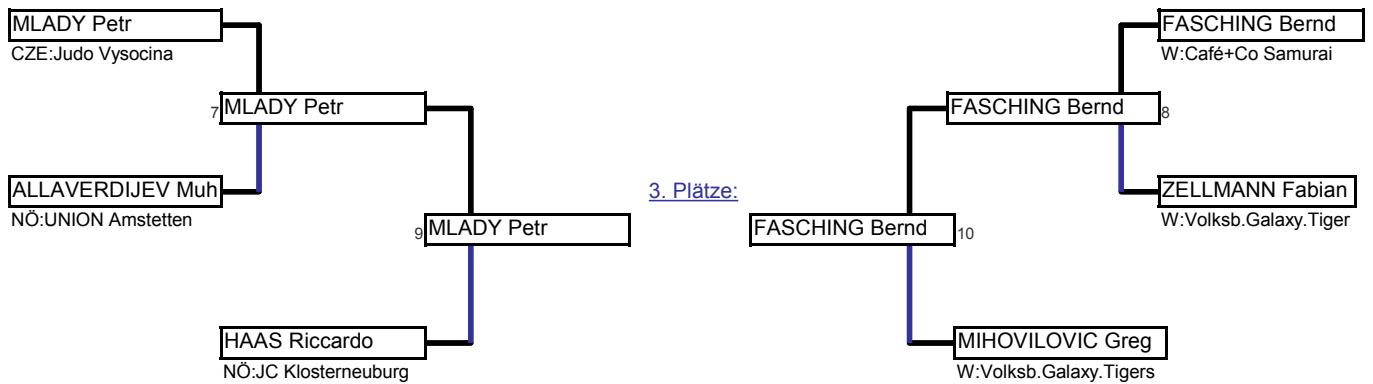 MLADY Petr
CZE:Judo Vysocina
7 MLADY Petr
ALLAVERDIJEV Muh
NÖ:UNION Amstetten
9 MLADY Petr
HAAS Riccardo
NÖ:JC Klosterneuburg
3. Plätze:
FASCHING Bernd
W:Café+Co Samurai
FASCHING Bernd 8
ZELLMANN Fabian
W:Volksb.Galaxy.Tiger
FASCHING Bernd 10
MIHOVILOVIC Greg
W:Volksb.Galaxy.Tigers